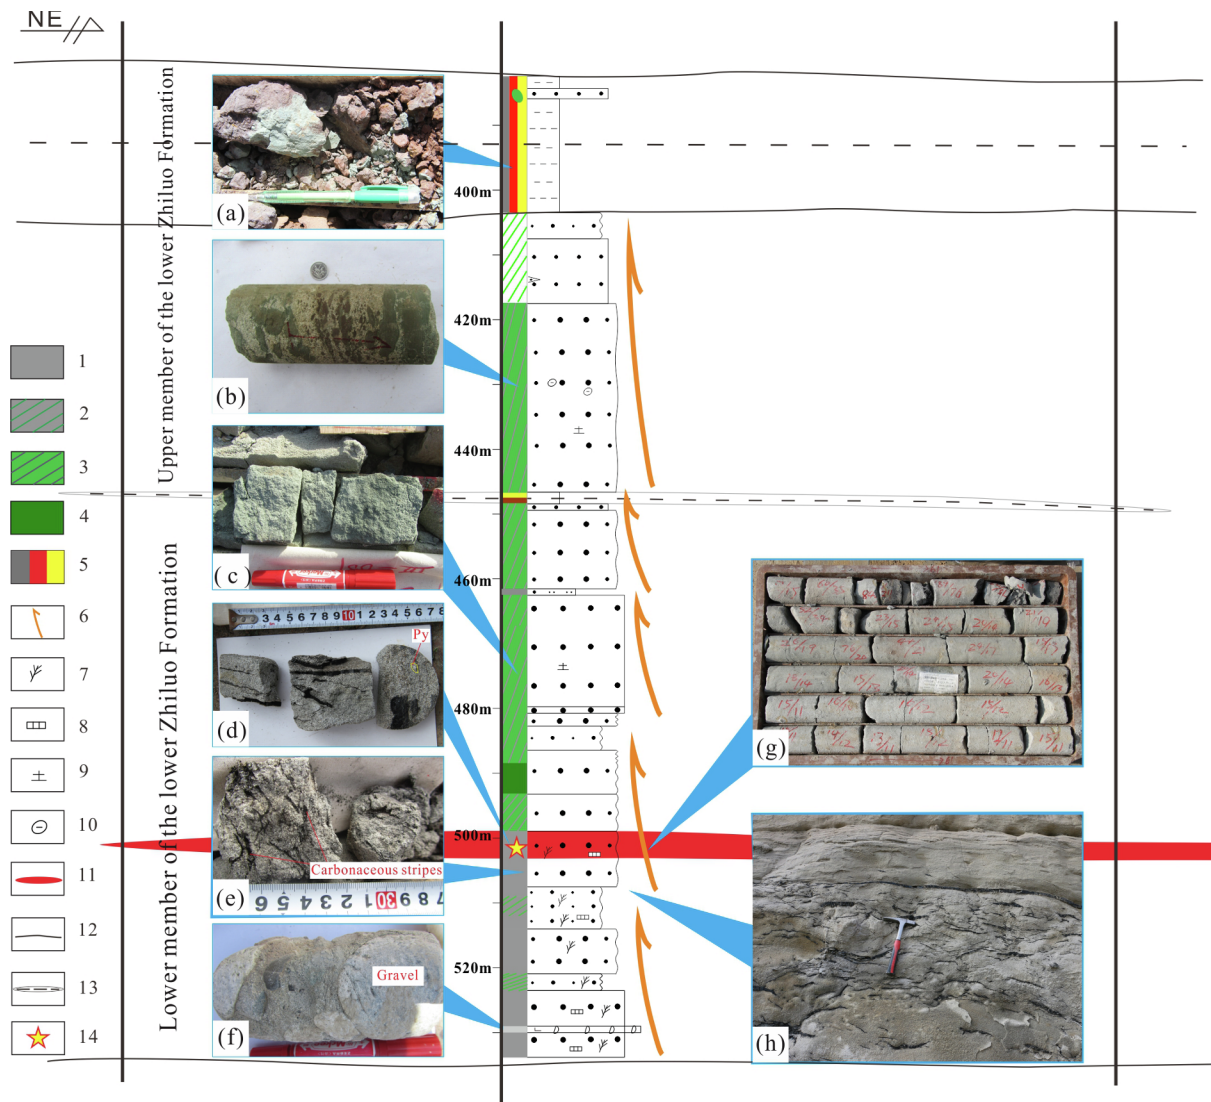 NE
Upper member of the lower Zhiluo Formation
Lower member of the lower Zhiluo Formation
1
2
3
4
5
6
7
8
9
10
11
12
13
14
(a)
(b)
(c)
(d)
Py
(e)
Carbonaceous stripes
(f)
Gravel
400m
420m
440m
460m
480m
500m
520m
(g)
(h)